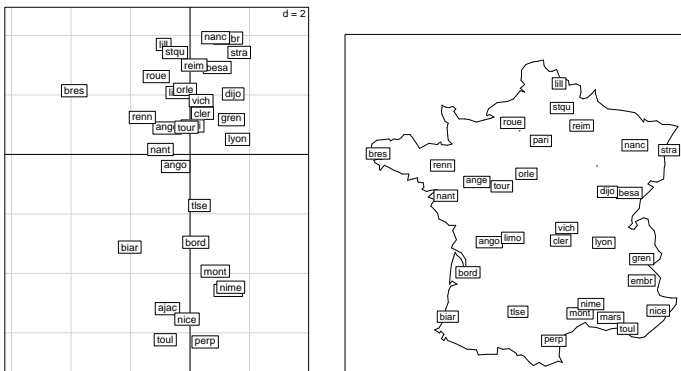 d = 2
nanc
br
lill
stqu
stra
reim
besa
roue
bres
orle
li
dijo
vich
cler
renn
gren
ang
tour
i
lyon
nant
ango
tlse
bord
biar
mont
nime
ajac
nice
toul
perp
lill
stqu
roue
reim
pari
nanc
stra
bres
renn
orle
ange
tour
nant
dijo
besa
vich
ango
limo
cler
lyon
gren
bord
embr
nime
biar
tlse
mont
mars
nice
toul
perp